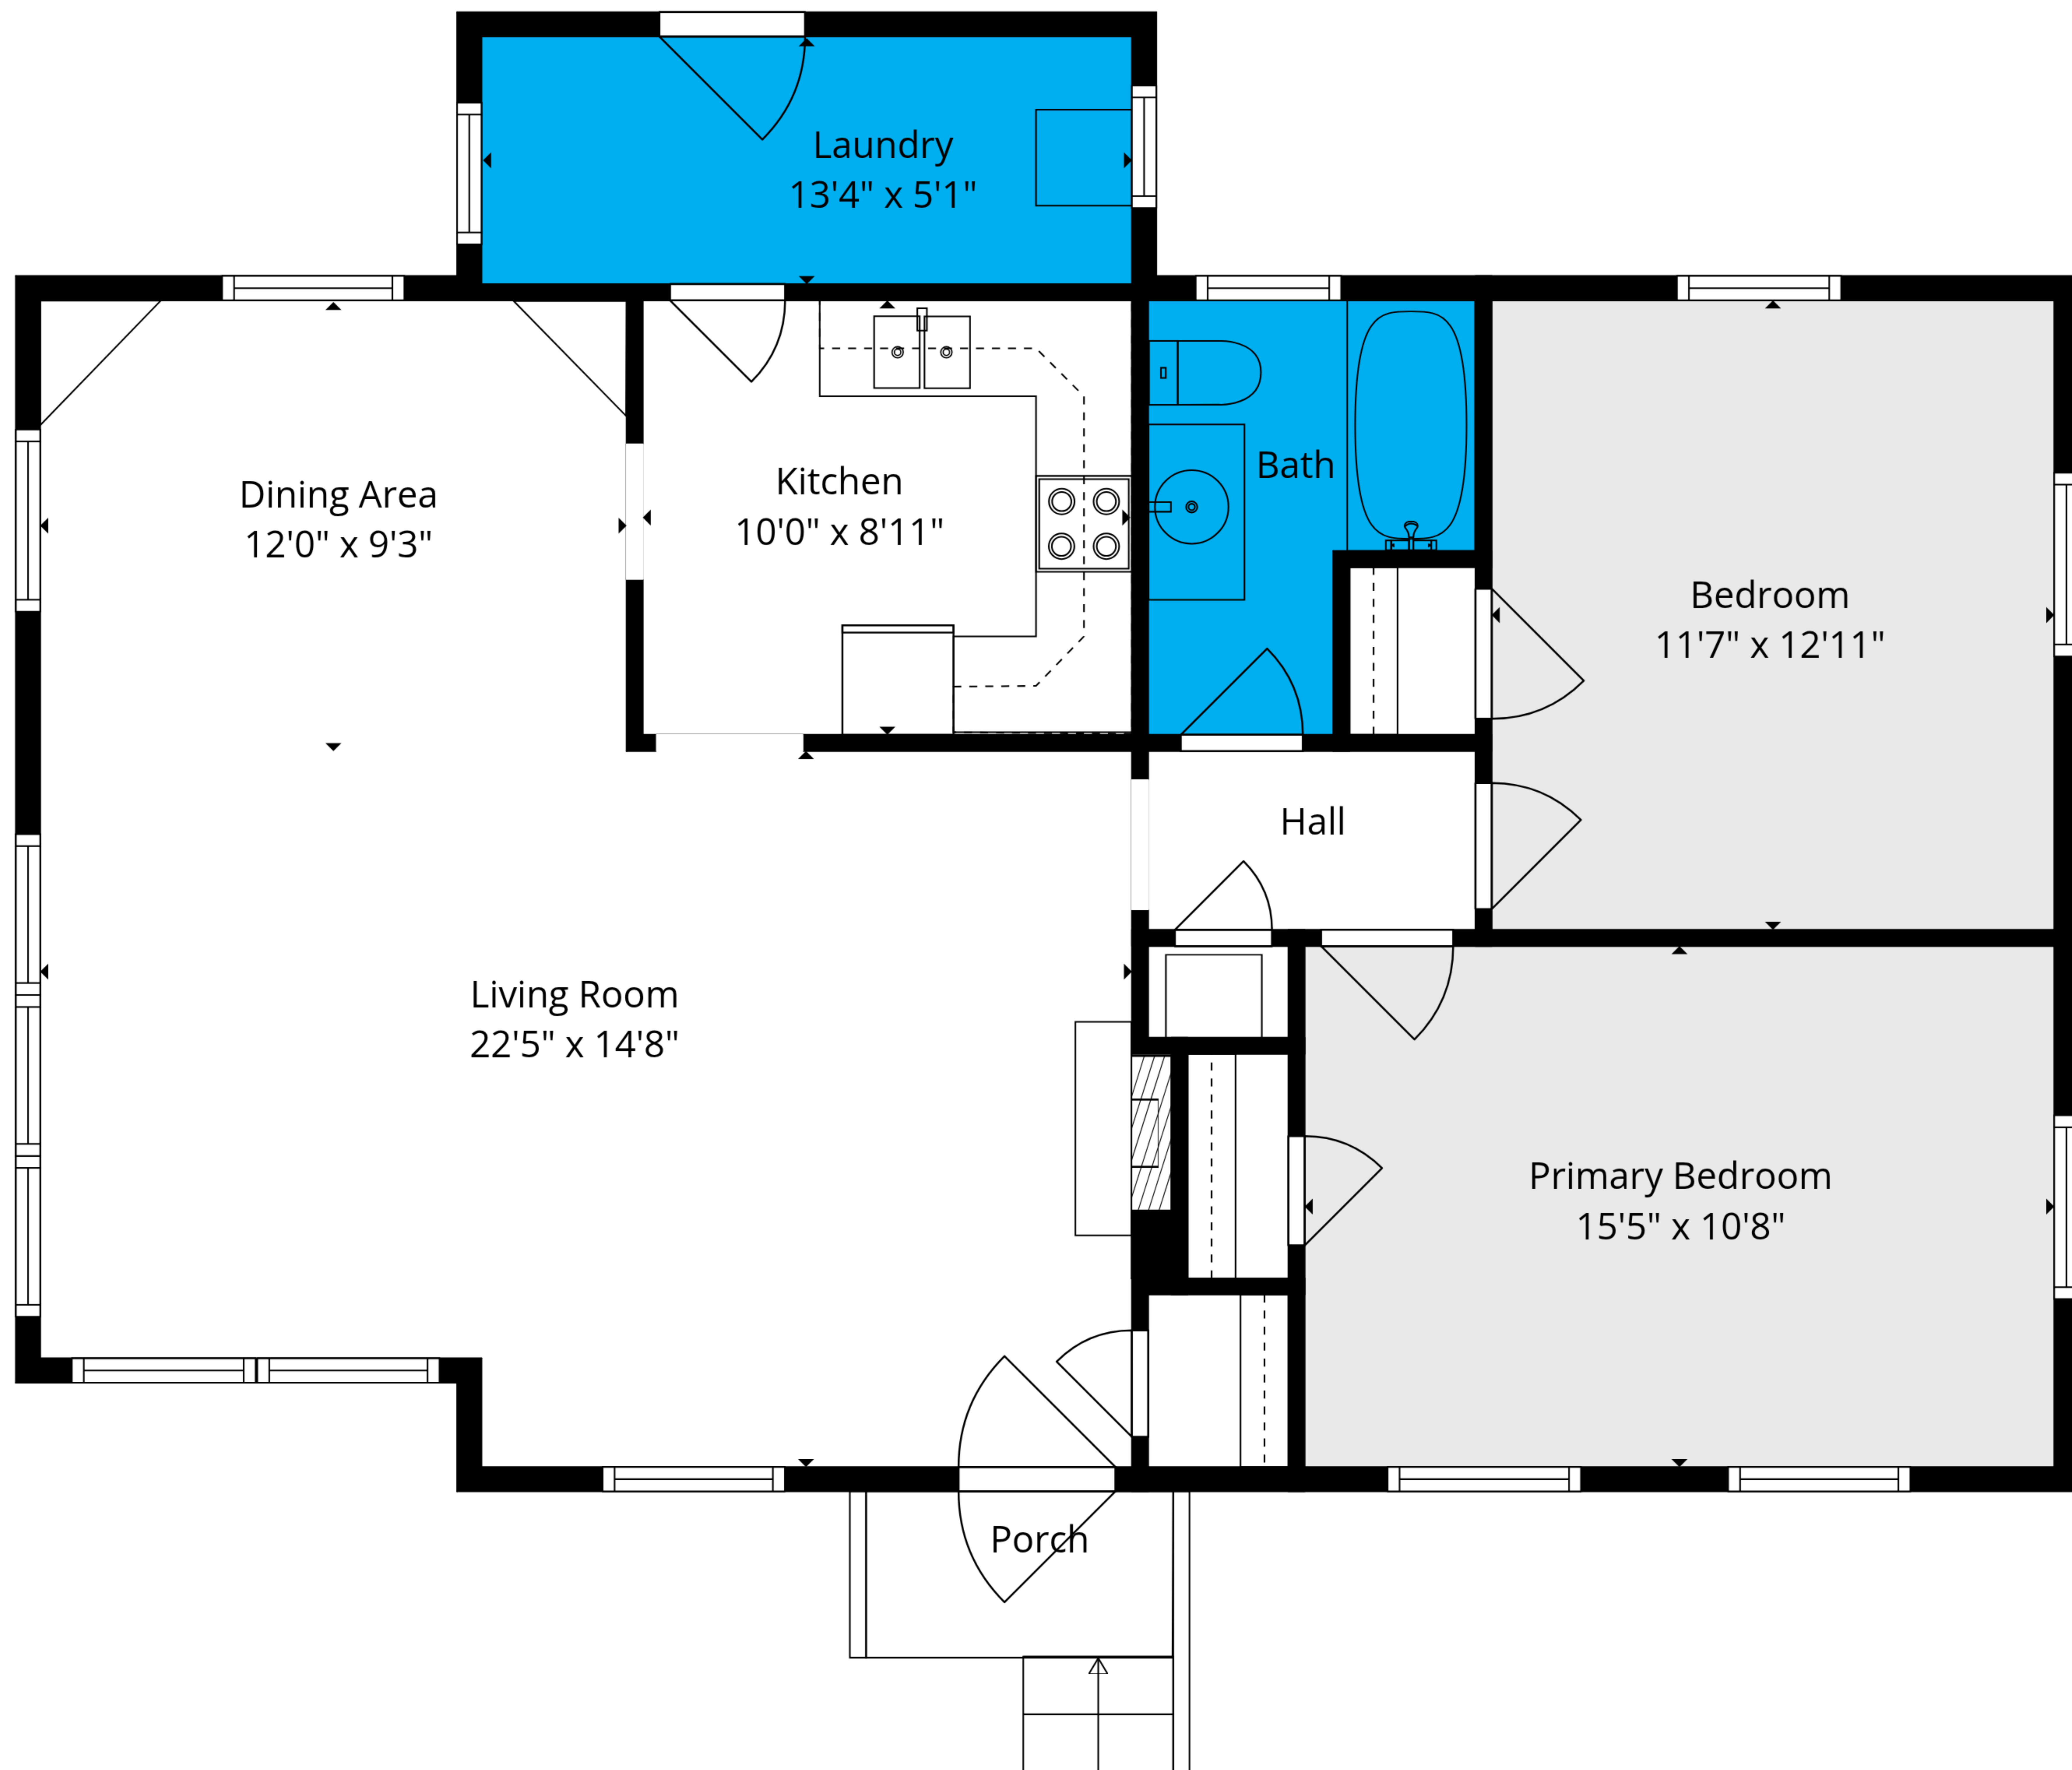 Laundry
13'4" x 5'1"
Dining Area
12'0" x 9'3"
Kitchen
10'0" x 8'11"
Bath
Bedroom
11'7" x 12'11"
Hall
Living Room
22'5" x 14'8"
Primary Bedroom
15'5" x 10'8"
Porch